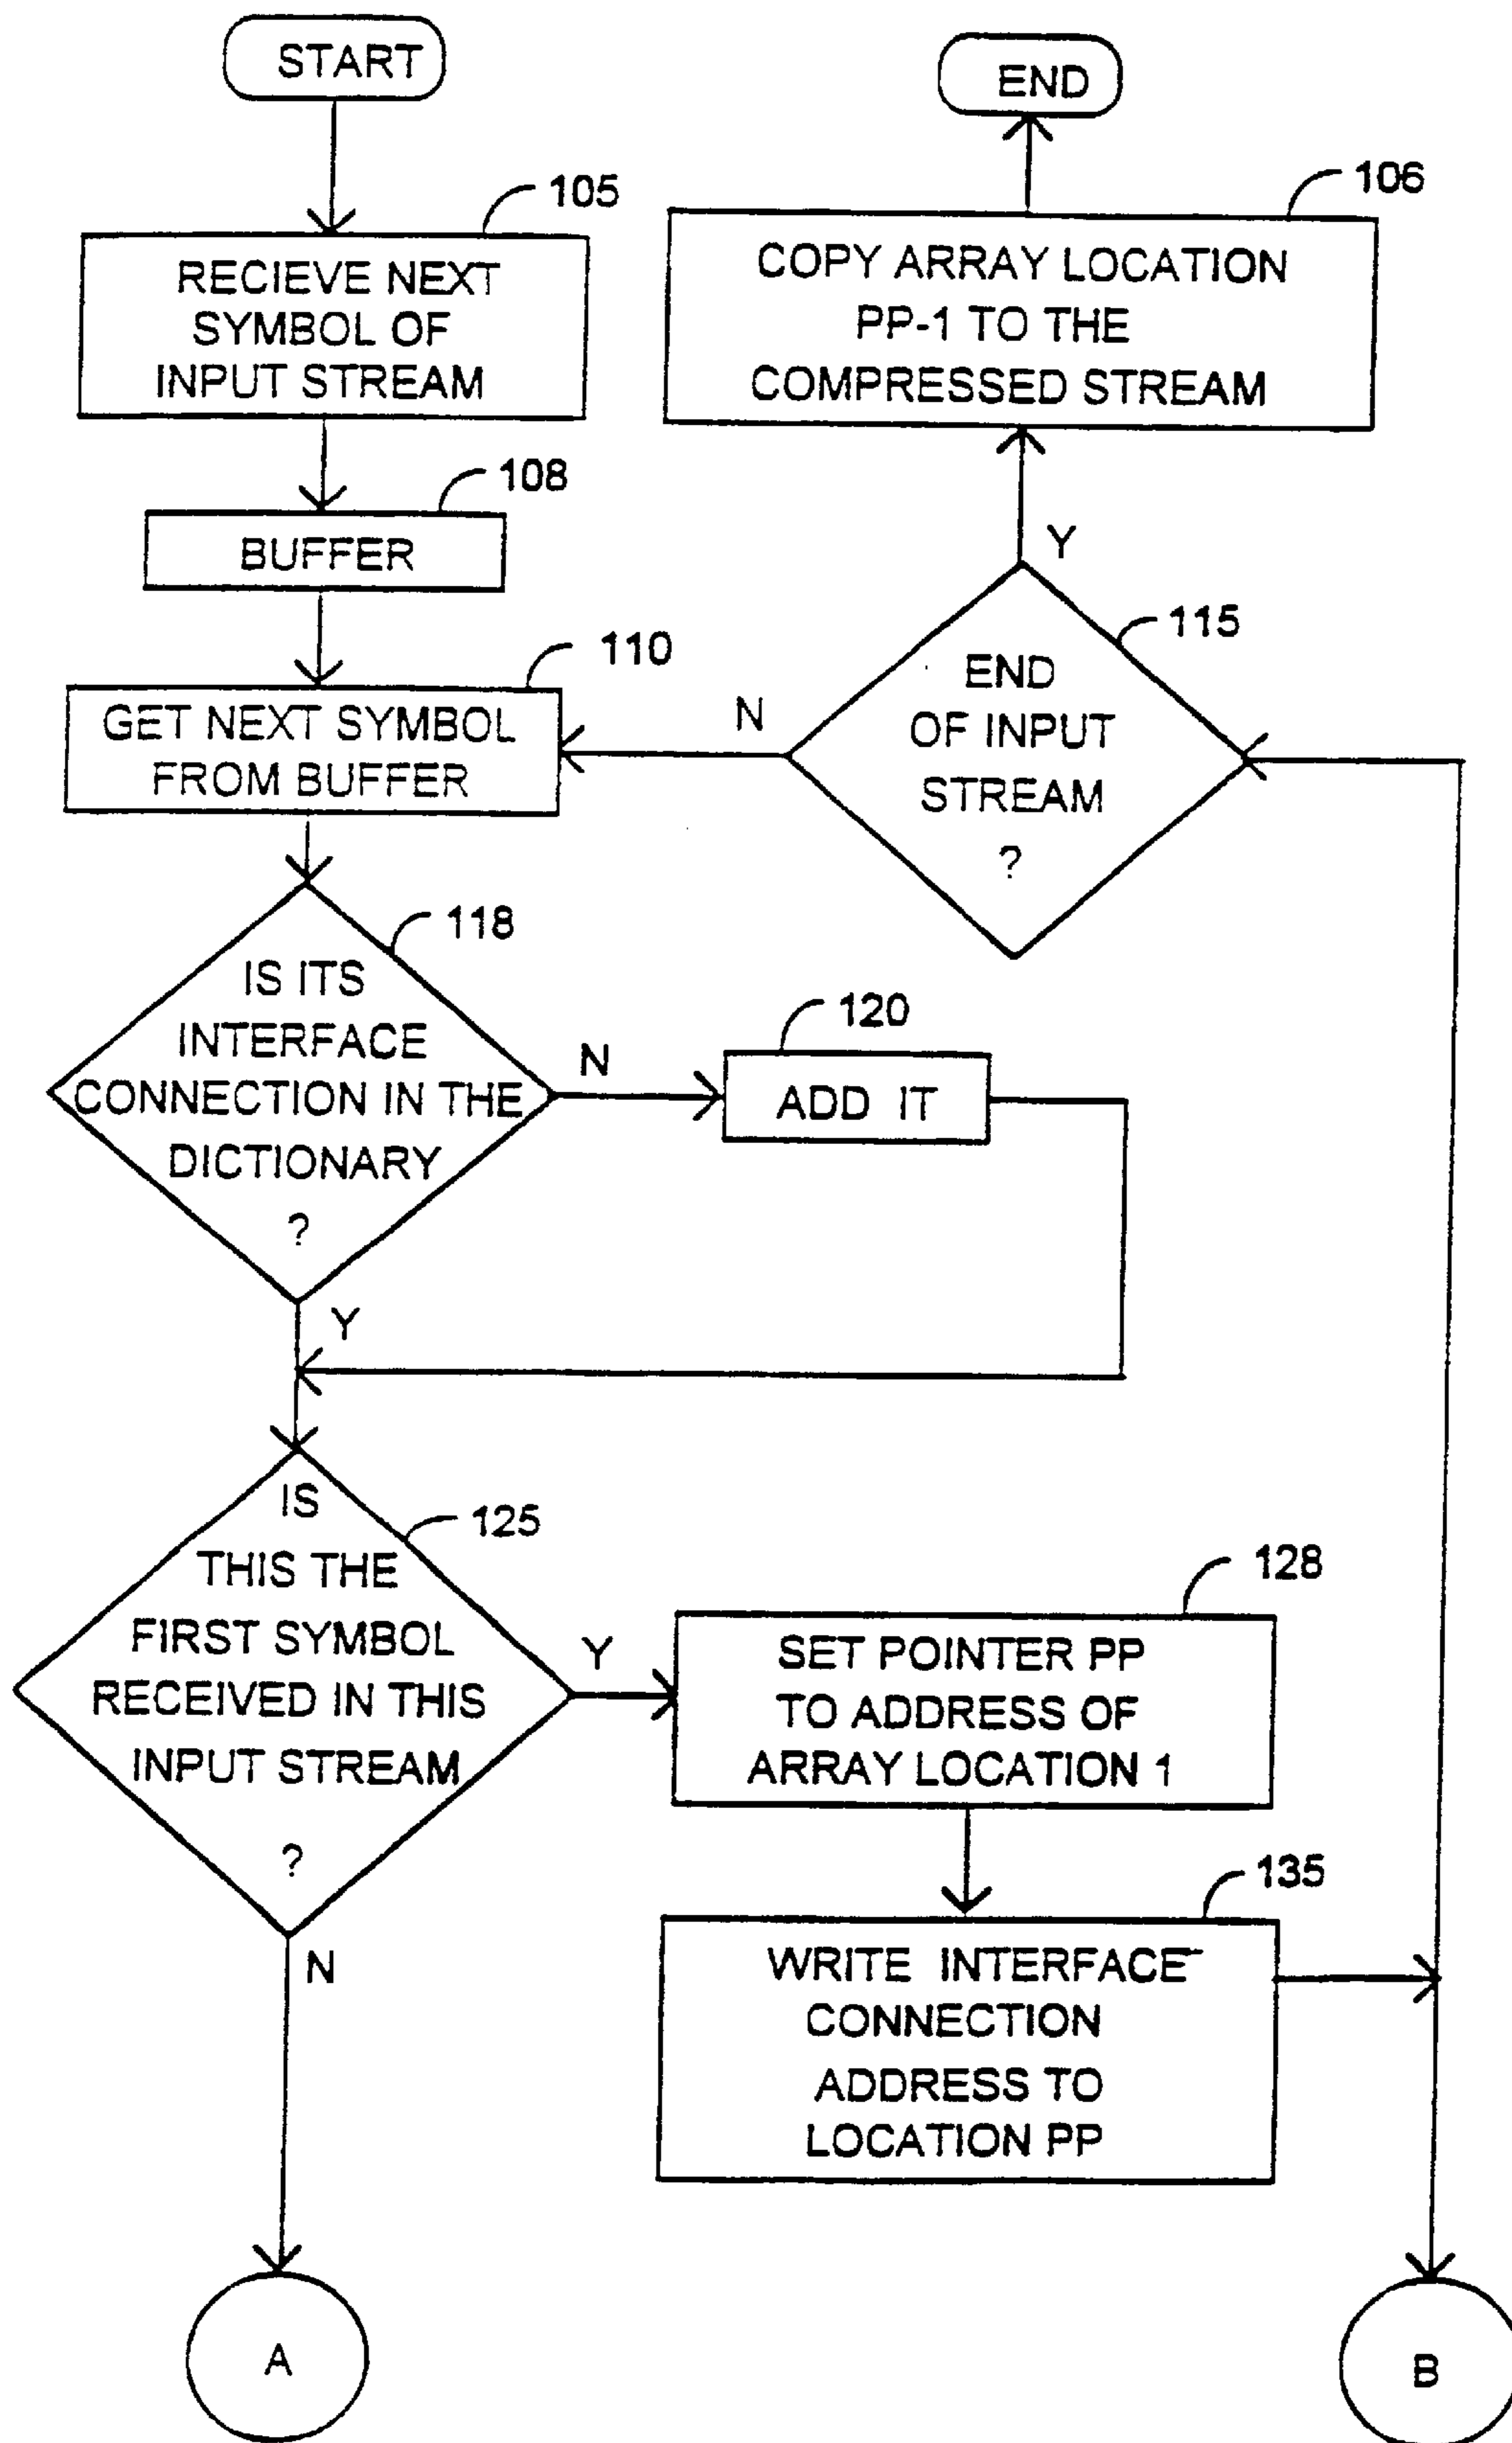 START
105
RECIEVE NEXT
SYMBOL OF
INPUT STREAM
108
BUFFER
110
GET NEXT SYMBOL
FROM BUFFER
118
IS ITS
INTERFACE
CONNECTION IN THE
DICTIONARY
?
N
Y
120
ADD IT
125
IS
THIS THE
FIRST SYMBOL
RECEIVED IN THIS
INPUT STREAM
?
Y
N
128
SET POINTER PP
TO ADDRESS OF
ARRAY LOCATION 1
135
WRITE INTERFACE
CONNECTION
ADDRESS TO
LOCATION PP
A
B
115
END
OF INPUT
STREAM
?
N
Y
106
COPY ARRAY LOCATION
PP-1 TO THE
COMPRESSED STREAM
END